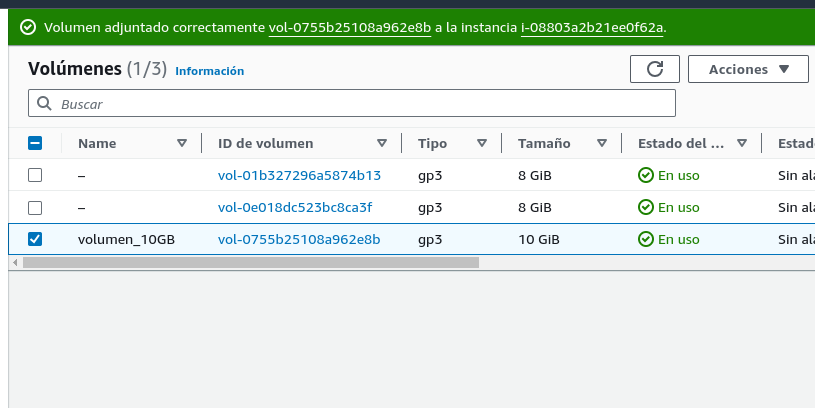 Volumen adjuntado correctamente vol-0755b25108a962e8b a la instancia i-08803a2b21ee0f62a.
Volúmenes (1/3) Información
Acciones
Buscar
Name ID de volumen Tipo Tamaño Estado del ... Estad
– vol-01b327296a5874b13 gp3 8 GiB En uso Sin ala
– vol-0e018dc523bc8ca3f gp3 8 GiB En uso Sin ala
volumen_10GB vol-0755b25108a962e8b gp3 10 GiB En uso Sin ala